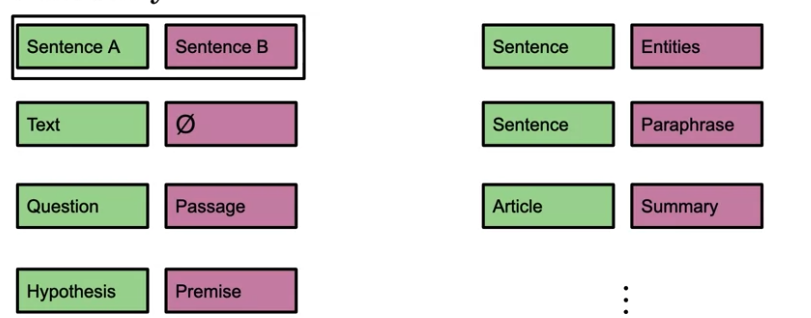 Sentence A Sentence B
Text Ø
Question Passage
Hypothesis Premise
Sentence Entities
Sentence Paraphrase
Article Summary
⋮